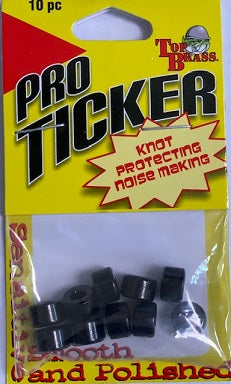 10 pc
TOP
BRASS
PRO
TICKER
KNOT
PROTECTING
NOISE MAKING
Smooth
and Polished